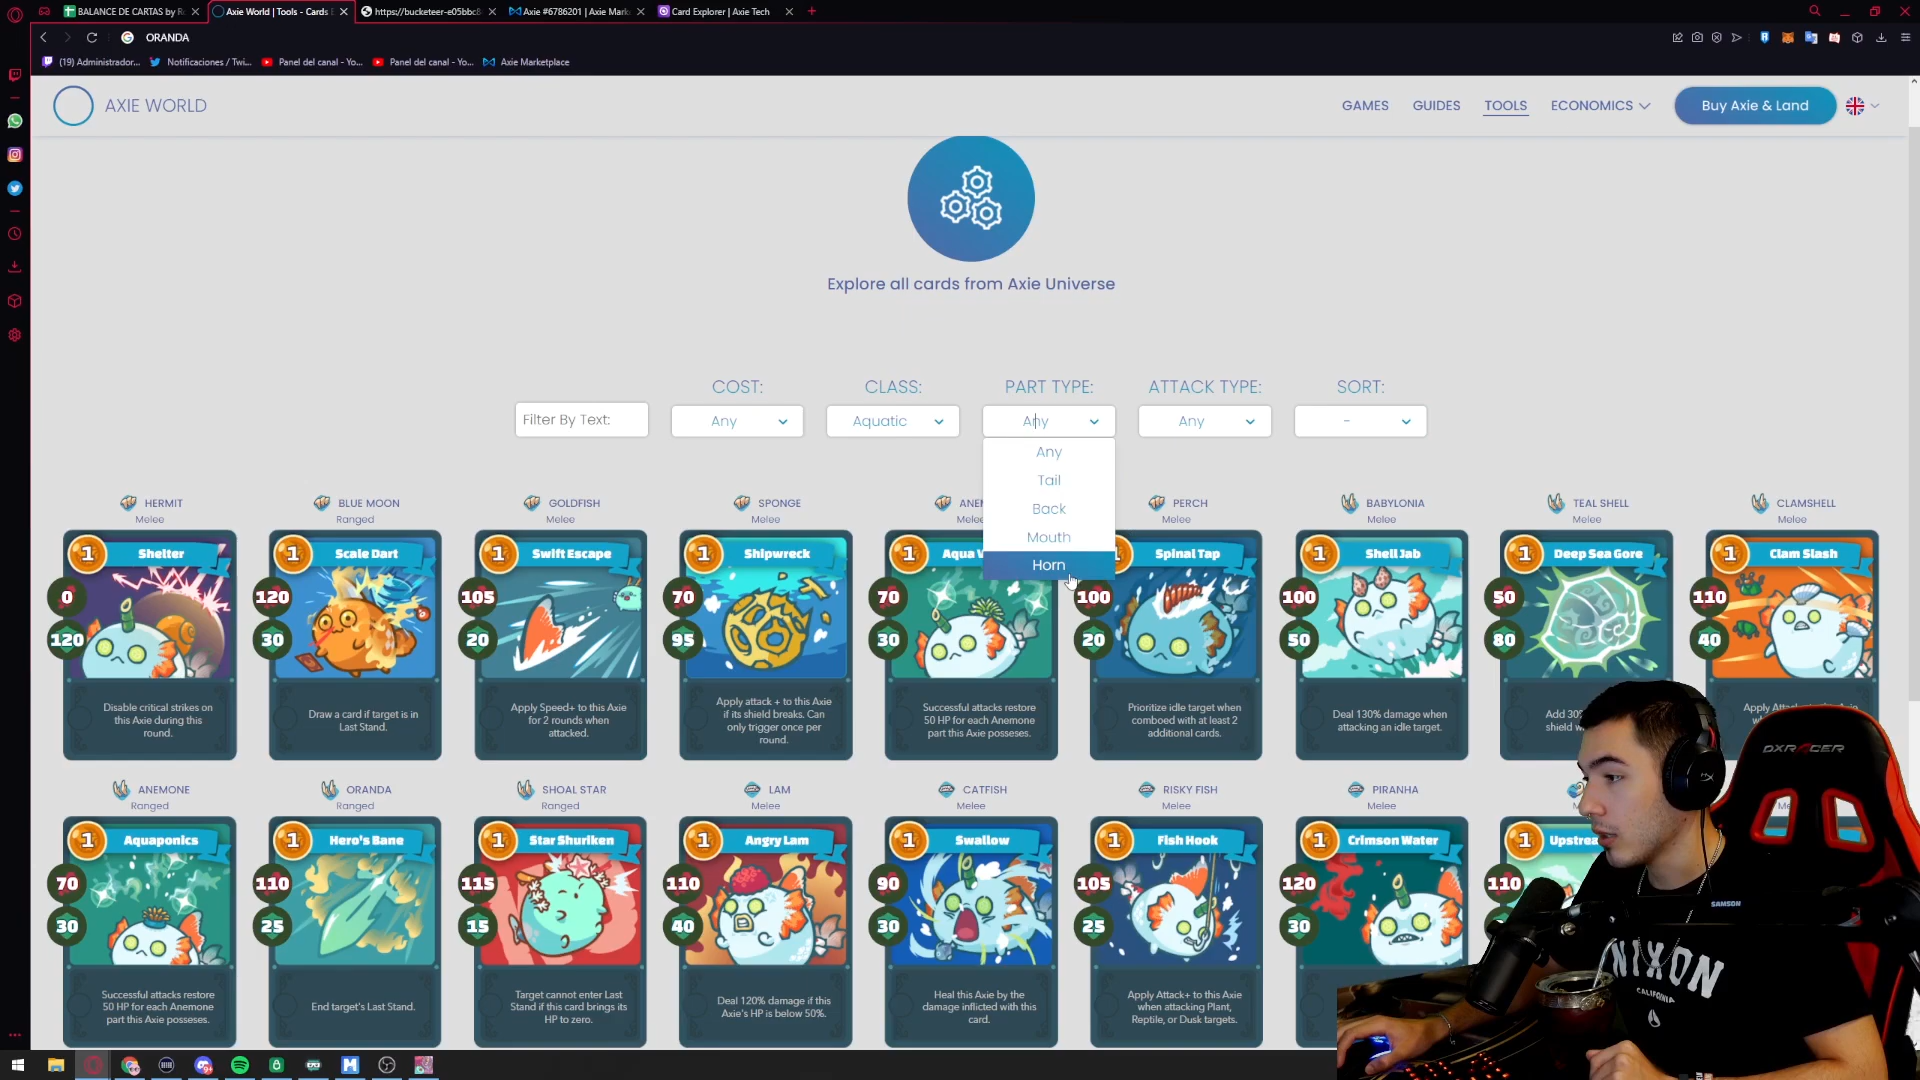 BALANCE DE CARTAS by R
Axie World | Tools - Cards E
https://bucketeer-e05bbc8
Axie #6786201 | Axie Mark
Card Explorer | Axie Tech
ORANDA
(19) Administrador...
Notificaciones / Twi...
Panel del canal - Yo...
Panel del canal - Yo...
Axie Marketplace
AXIE WORLD
GAMES
GUIDES
TOOLS
ECONOMICS
Buy Axie & Land
Explore all cards from Axie Universe
COST:
CLASS:
PART TYPE:
ATTACK TYPE:
SORT:
Filter By Text:
Any
Aquatic
Any
Any
-
Any
Tail
Back
Mouth
Horn
HERMIT
Melee
BLUE MOON
Ranged
GOLDFISH
Melee
SPONGE
Melee
ANEM
Melee
PERCH
Melee
BABYLONIA
Melee
TEAL SHELL
Melee
CLAMSHELL
Melee
1 Shelter
0
120
Disable critical strikes on
this Axie during this
round.
1 Scale Dart
120
30
Draw a card if target is in
Last Stand.
1 Swift Escape
105
20
Apply Speed+ to this Axie
for 2 rounds when
attacked.
1 Shipwreck
70
95
Apply attack + to this Axie
if its shield breaks. Can
only trigger once per
round.
1 Aqua V
70
30
Successful attacks restore
50 HP for each Anemone
part this Axie posseses.
Spinal Tap
100
20
Prioritize idle target when
comboed with at least 2
additional cards.
1 Shell Jab
100
50
Deal 130% damage when
attacking an idle target.
1 Deep Sea Gore
50
80
Add 30%
shield w
1 Clam Slash
110
40
Apply Att
wh
ANEMONE
Ranged
ORANDA
Ranged
SHOAL STAR
Ranged
LAM
Melee
CATFISH
Melee
RISKY FISH
Melee
PIRANHA
Melee
1 Aquaponics
70
30
Successful attacks restore
50 HP for each Anemone
part this Axie posseses.
1 Hero's Bane
110
25
End target's Last Stand.
1 Star Shuriken
115
15
Target cannot enter Last
Stand if this card brings its
HP to zero.
1 Angry Lam
110
40
Deal 120% damage if this
Axie's HP is below 50%.
1 Swallow
90
30
Heal this Axie by the
damage inflicted with this
card.
1 Fish Hook
105
25
Apply Attack+ to this Axie
when attacking Plant,
Reptile, or Dusk targets.
1 Crimson Water
120
30
1 Upstrea
110
DXRACER
SAMSON
NIXON
CALIFORNIA